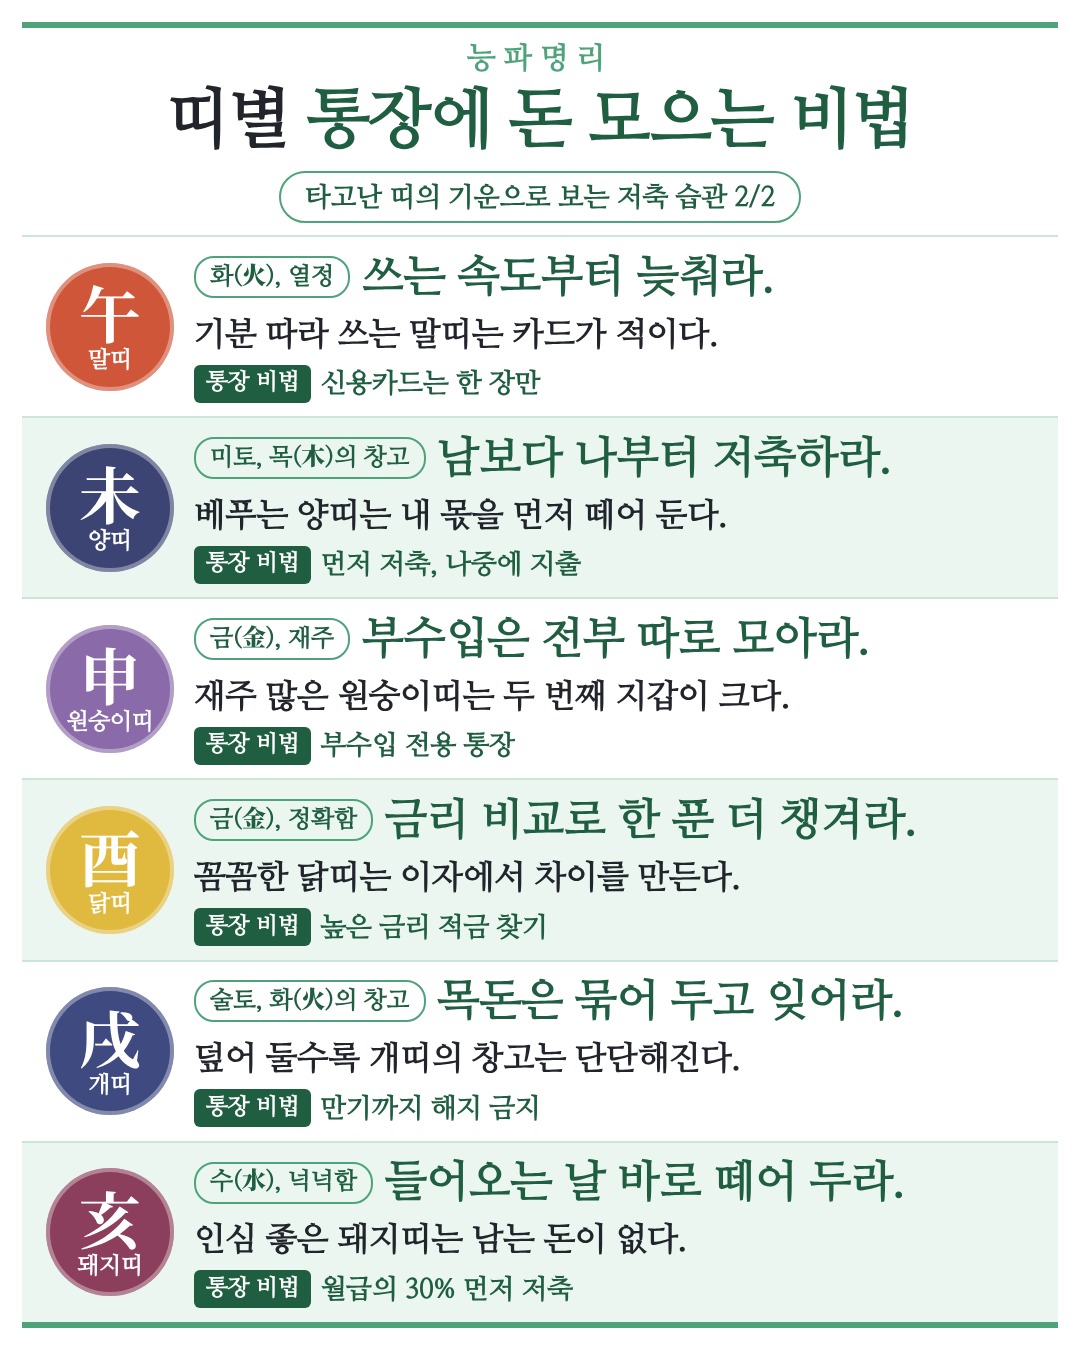 능파명리
띠별 통장에 돈 모으는 비법
타고난 띠의 기운으로 보는 저축 습관 2/2
午
말띠
화(火), 열정
쓰는 속도부터 늦춰라.
기분 따라 쓰는 말띠는 카드가 적이다.
통장 비법 신용카드는 한 장만
未
양띠
미토, 목(木)의 창고
남보다 나부터 저축하라.
베푸는 양띠는 내 몫을 먼저 떼어 둔다.
통장 비법 먼저 저축, 나중에 지출
申
원숭이띠
금(金), 재주
부수입은 전부 따로 모아라.
재주 많은 원숭이띠는 두 번째 지갑이 크다.
통장 비법 부수입 전용 통장
酉
닭띠
금(金), 정확함
금리 비교로 한 푼 더 챙겨라.
꼼꼼한 닭띠는 이자에서 차이를 만든다.
통장 비법 높은 금리 적금 찾기
戌
개띠
술토, 화(火)의 창고
목돈은 묶어 두고 잊어라.
덮어 둘수록 개띠의 창고는 단단해진다.
통장 비법 만기까지 해지 금지
亥
돼지띠
수(水), 넉넉함
들어오는 날 바로 떼어 두라.
인심 좋은 돼지띠는 남는 돈이 없다.
통장 비법 월급의 30% 먼저 저축